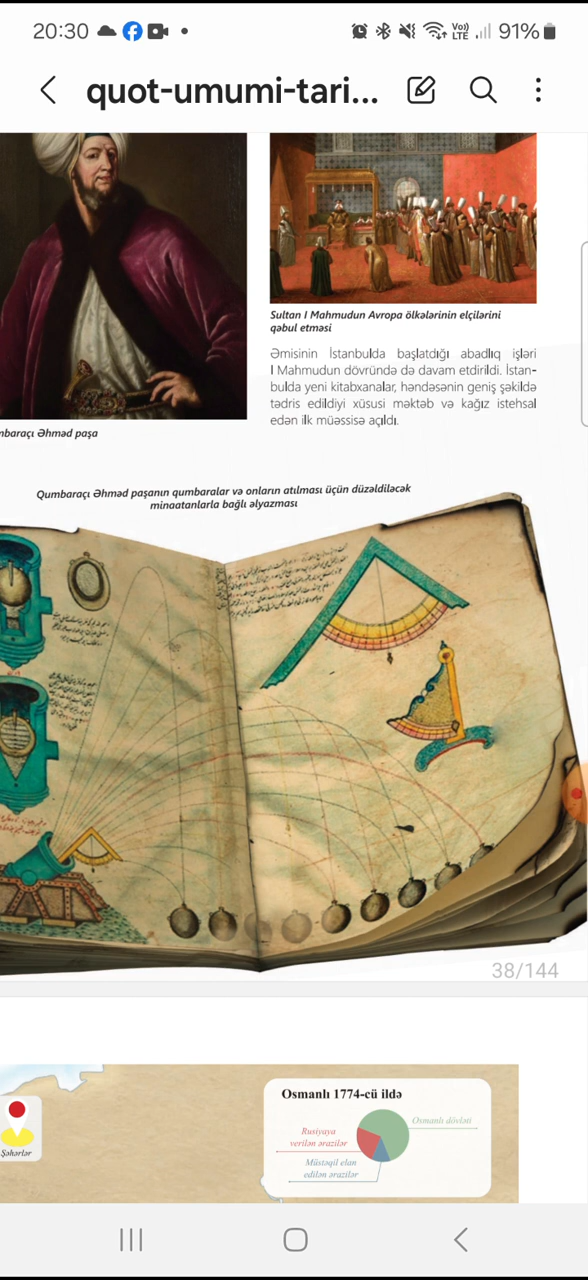 20:30
Vo)) LTE 91%
quot-umumi-tari...
Sultan I Mahmudun Avropa ölkələrinin elçilərini
qəbul etməsi
Əmisinin İstanbulda başlatdığı abadlıq işləri
I Mahmudun dövründə də davam etdirildi. İstan-
bulda yeni kitabxanalar, həndəsənin geniş şəkildə
tədris edildiyi xüsusi məktəb və kağız istehsal
edən ilk müəssisə açıldı.
mbaraçı Əhməd paşa
Qumbaraçı Əhməd paşanın qumbaralar və onların atılması üçün düzəldiləcək
minaatanlarla bağlı əlyazması
38/144
Osmanlı 1774-cü ildə
Osmanlı dövləti
Rusiyaya
verilən ərazilər
Müstəqil elan
edilən ərazilər
Şəhərlər